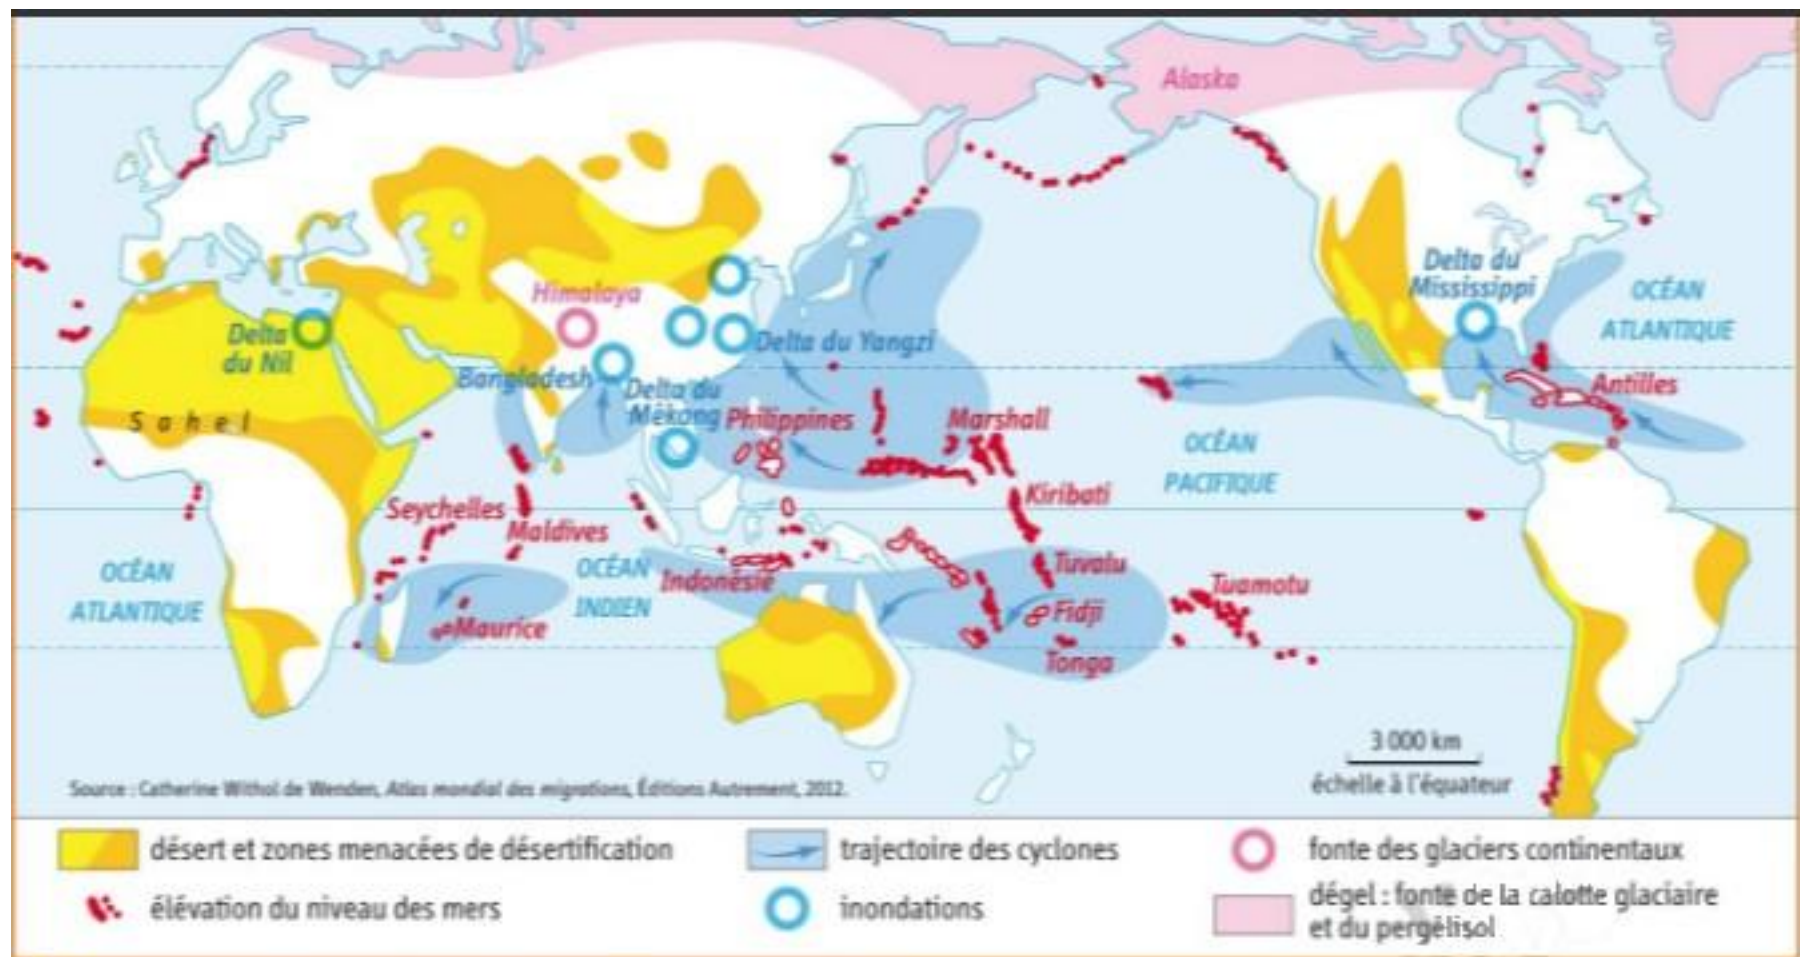 Alaska
Delta du
Mississippi
OCÉAN
ATLANTIQUE
Himalaya
Delta
du Nil
Delta du Yangzi
Bangladesh
Delta du
Mékong
Philippines
Marshall
Antilles
Sahel
OCÉAN
PACIFIQUE
Seychelles
Kiribati
Maldives
OCÉAN
ATLANTIQUE
OCÉAN
INDIEN
Indonésie
Tuvalu
Tuamotu
Fidji
Maurice
Tonga
3 000 km
échelle à l'équateur
Source : Catherine Withol de Wenden, Atlas mondial des migrations, Éditions Autrement, 2012.
désert et zones menacées de désertification
trajectoire des cyclones
fonte des glaciers continentaux
élévation du niveau des mers
inondations
dégel : fonte de la calotte glaciaire
et du pergélisol